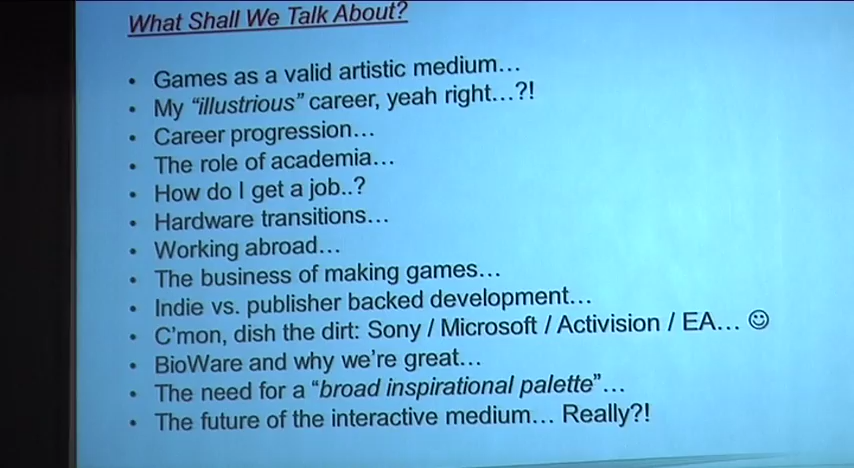 What Shall We Talk About?
• Games as a valid artistic medium…
• My “illustrious” career, yeah right…?!
• Career progression…
• The role of academia…
• How do I get a job..?
• Hardware transitions…
• Working abroad…
• The business of making games…
• Indie vs. publisher backed development…
• C’mon, dish the dirt: Sony / Microsoft / Activision / EA… ☺
• BioWare and why we’re great…
• The need for a “broad inspirational palette”…
• The future of the interactive medium… Really?!